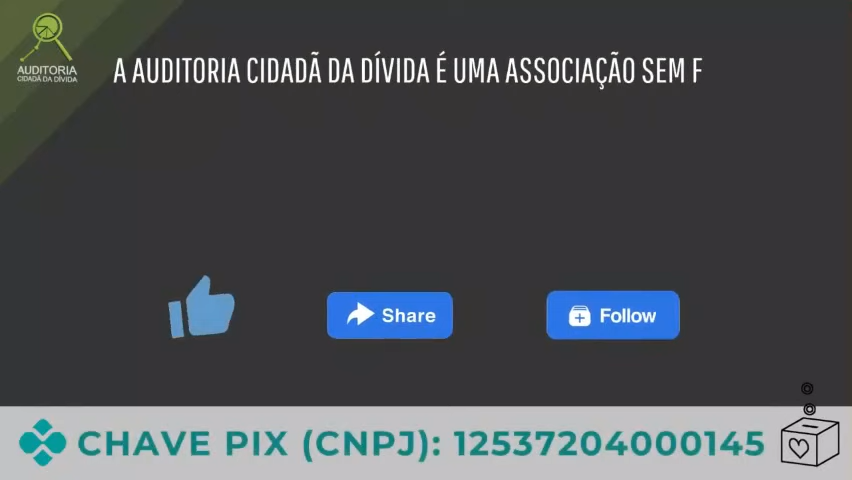 AUDITORIA
CIDADÃ DA DÍVIDA
A AUDITORIA CIDADÃ DA DÍVIDA É UMA ASSOCIAÇÃO SEM F
Share
Follow
CHAVE PIX (CNPJ): 12537204000145